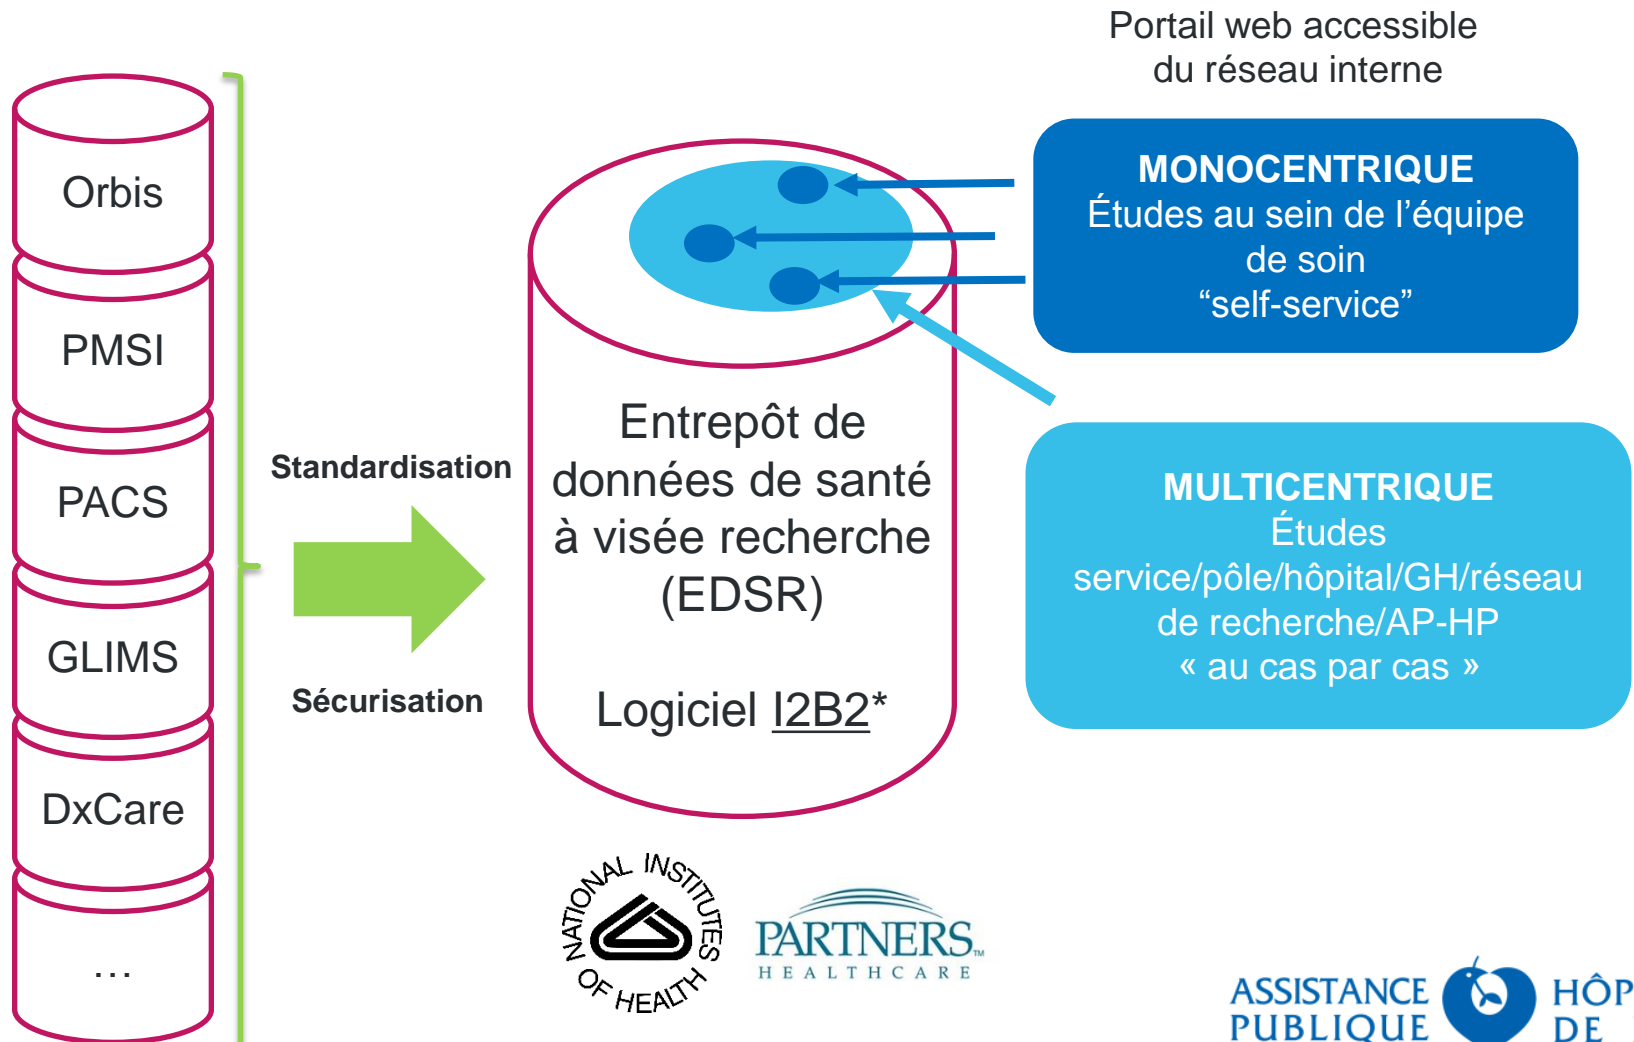 Portail web accessible
du réseau interne
Orbis
PMSI
PACS
GLIMS
DxCare
…
Standardisation
Sécurisation
Entrepôt de
données de santé
à visée recherche
(EDSR)
Logiciel I2B2*
MONOCENTRIQUE
Études au sein de l’équipe
de soin
“self-service”
MULTICENTRIQUE
Études
service/pôle/hôpital/GH/réseau
de recherche/AP-HP
« au cas par cas »
NATIONAL INSTITUTES
OF HEALTH
PARTNERS™
HEALTHCARE
ASSISTANCE
PUBLIQUE
HÔP
DE